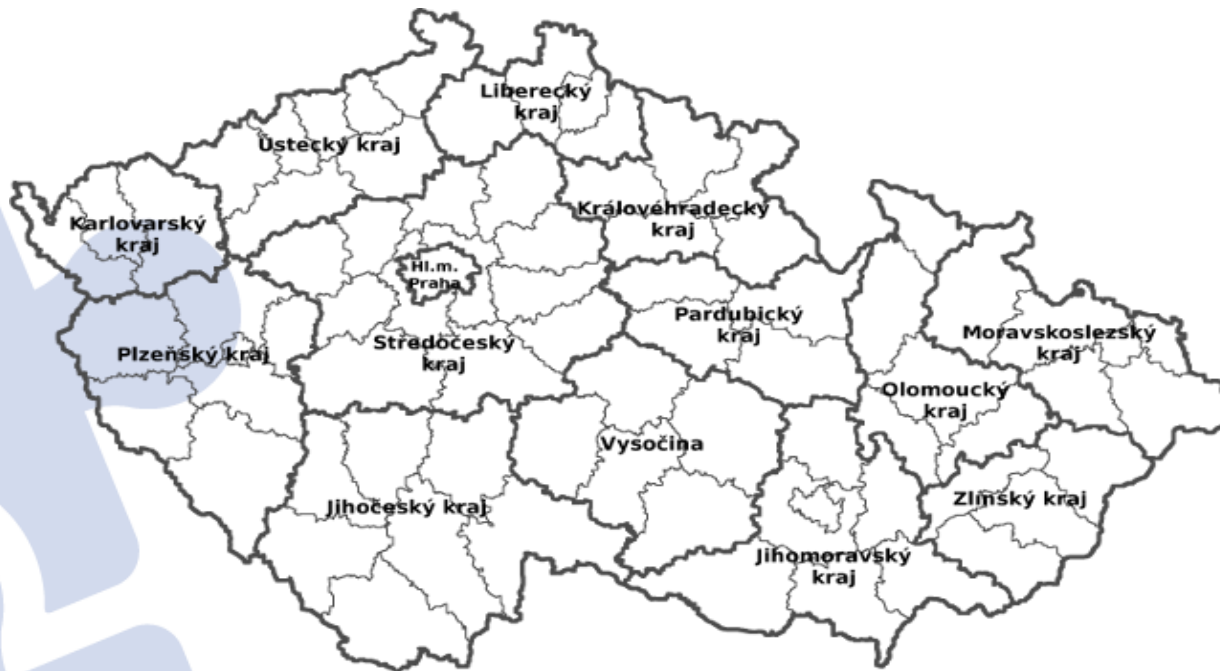 Liberecký
kraj
Ústecký kraj
Karlovarský
kraj
Královéhradecký
kraj
Hl.m.
Praha
Pardubický
kraj
Moravskoslezský
kraj
Plzeňský kraj
Středočeský
kraj
Olomoucký
kraj
Vysočina
Zlínský kraj
Jihočeský kraj
Jihomoravský
kraj